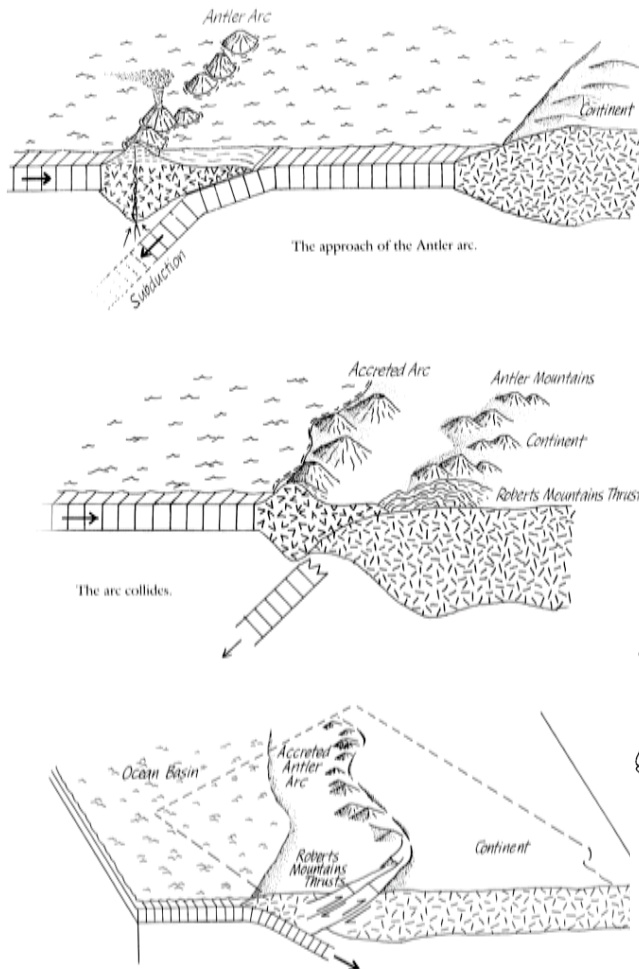 Antler Arc
Continent
The approach of the Antler arc.
Subduction
Accreted Arc
Antler Mountains
Continent
Roberts Mountains Thrust
The arc collides.
Ocean Basin
Accreted
Antler
Arc
Roberts
Mountains
Thrusts
Continent